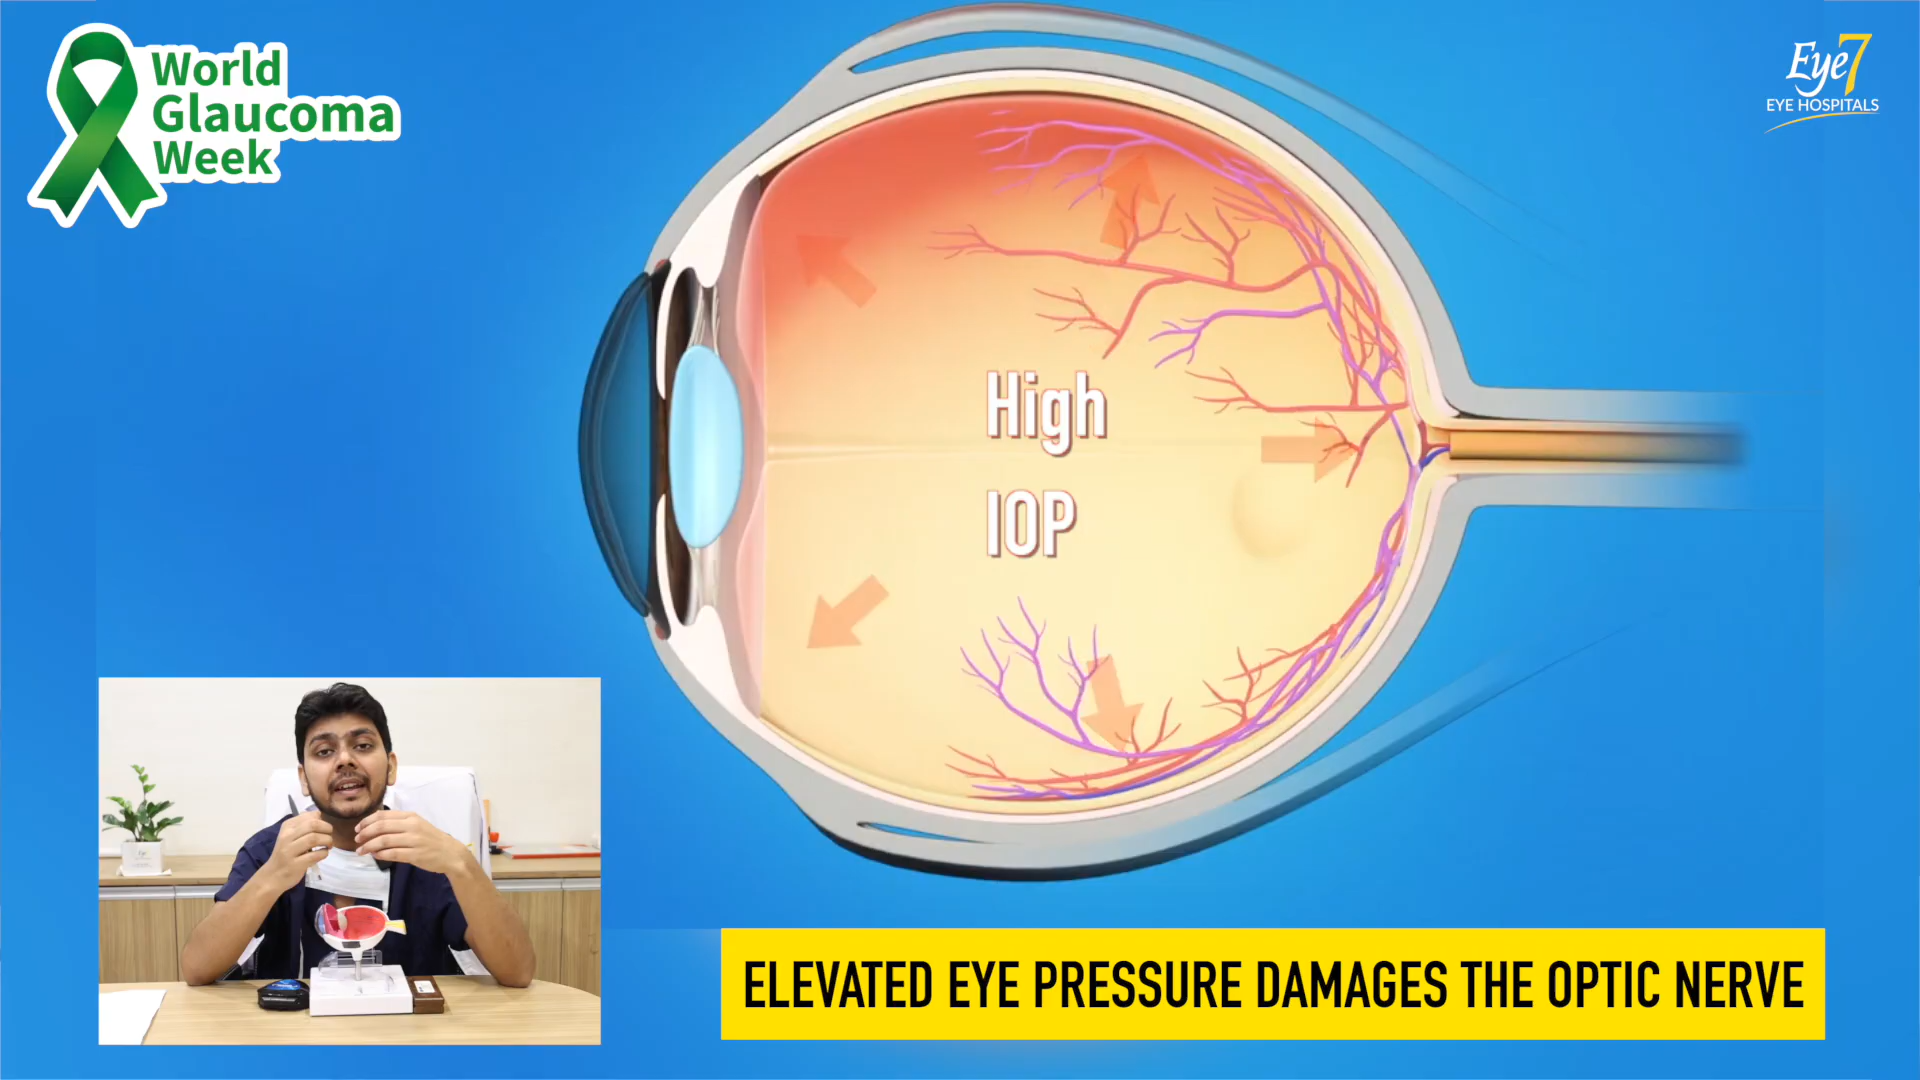 World
Glaucoma
Week
Eye7
EYE HOSPITALS
High
IOP
ELEVATED EYE PRESSURE DAMAGES THE OPTIC NERVE